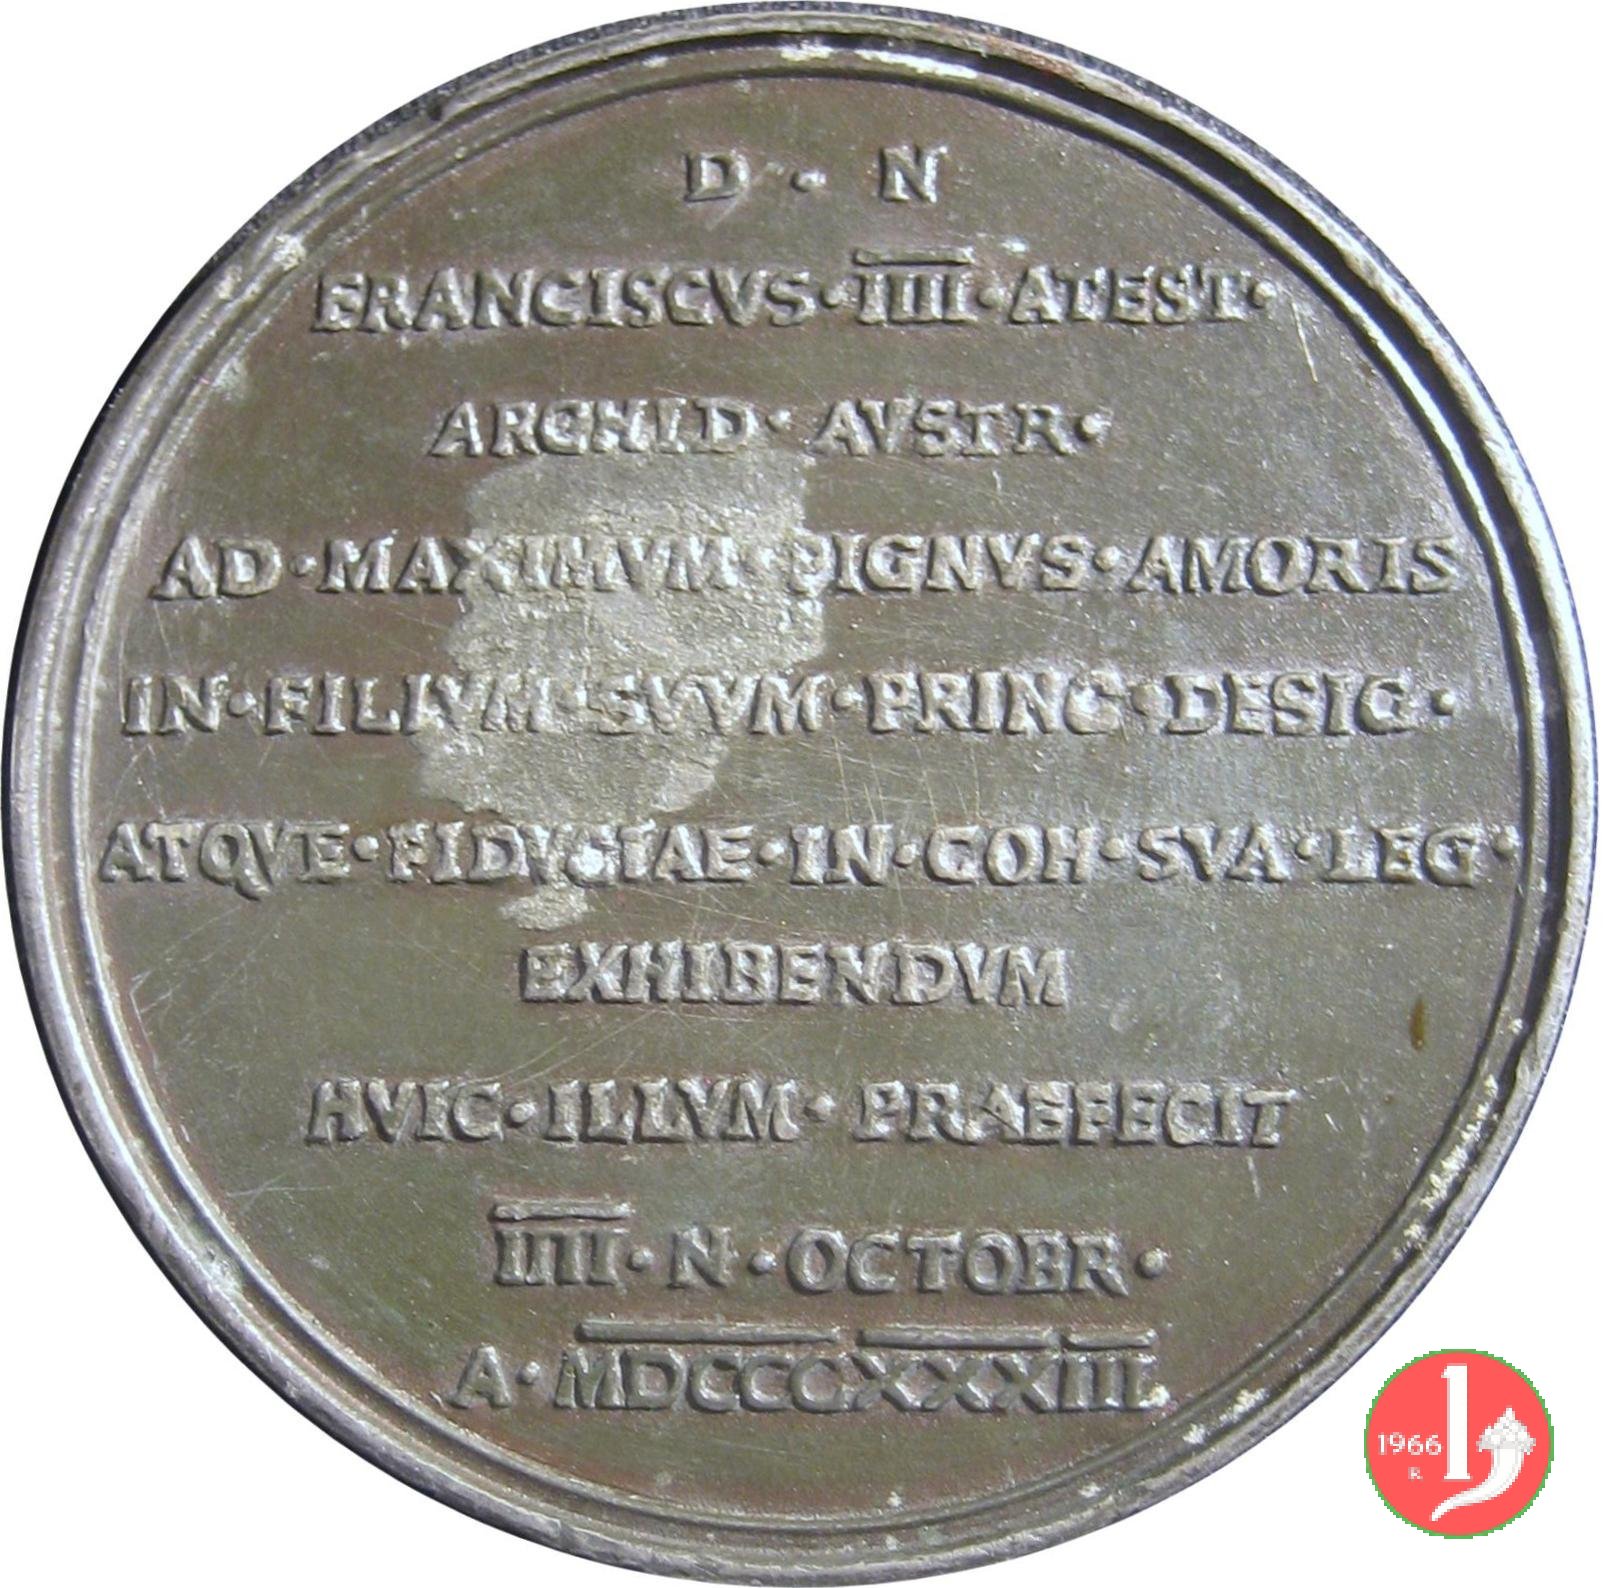 D · N
FRANCISCVS · IIII · ATEST ·
ARCHID · AVSTR ·
AD · MAXIMVM · PIGNVS · AMORIS
IN · FILIVM · SVVM · PRINC · DESIG ·
ATQVE · FIDVCIAE · IN · COH · SVA · LEG ·
EXHIBENDVM
HVIC · ILLVM · PRAEFECIT
IIII · N · OCTOBR ·
A · MDCCCXXXIII
1966
R